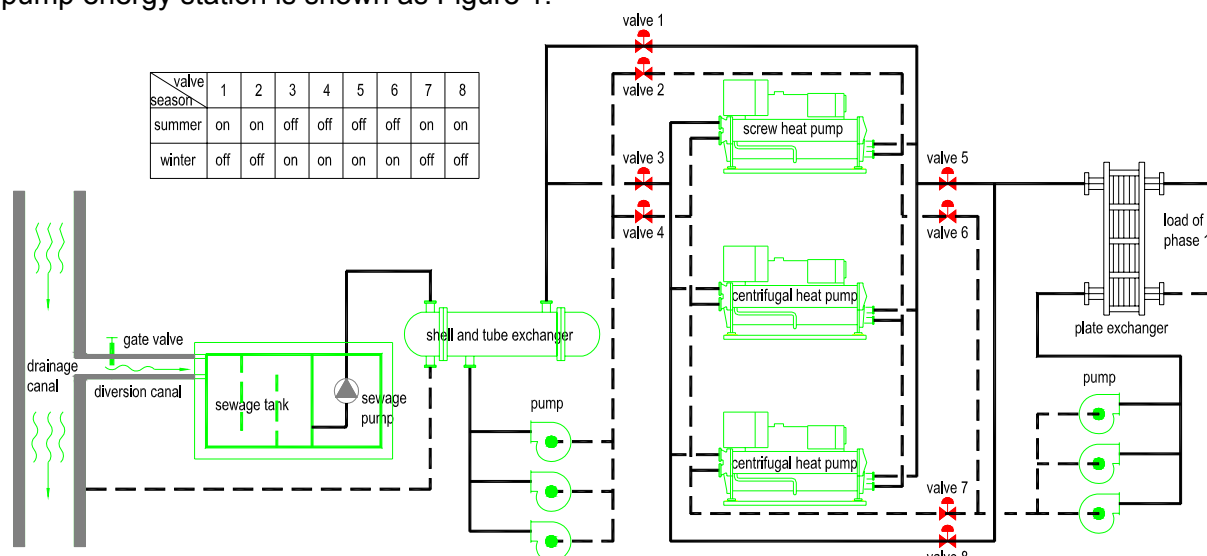 pump energy station is shown as Figure 1.
valve 1
valve 2
valve 1 2 3 4 5 6 7 8
season
summer on on off off off off on on
winter off off on on on on off off
screw heat pump
valve 3
valve 4
valve 5
valve 6
load of
phase 1
centrifugal heat pump
shell and tube exchanger
plate exchanger
gate valve
drainage
canal
diversion canal
sewage tank
sewage
pump
pump
pump
centrifugal heat pump
valve 7
valve 8